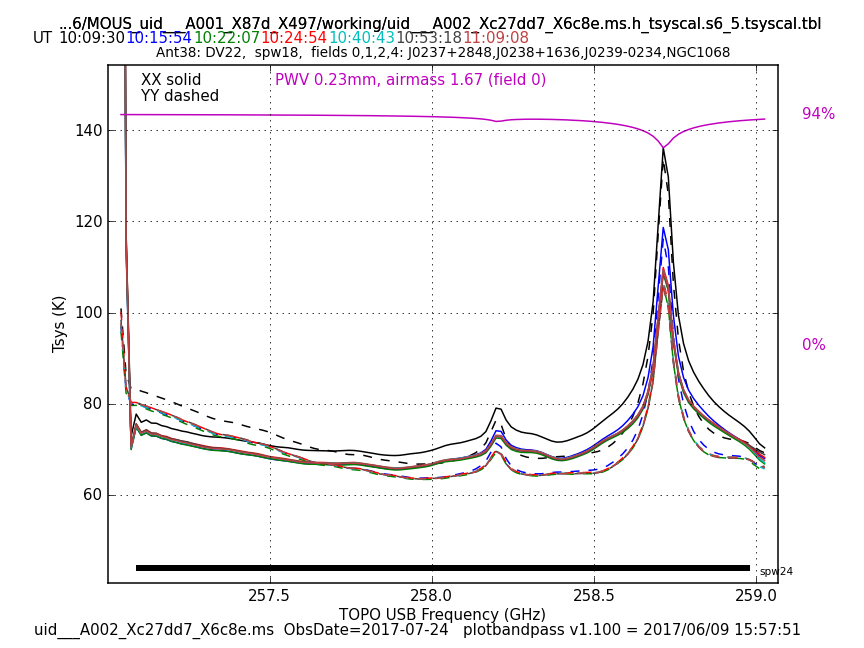 ...6/MOUS_uid___A001_X87d_X497/working/uid___A002_Xc27dd7_X6c8e.ms.h_tsyscal.s6_5.tsyscal.tbl
UT 10:09:30 10:15:54 10:22:07 10:24:54 10:40:43 10:53:18 11:09:08
Ant38: DV22, spw18, fields 0,1,2,4: J0237+2848,J0238+1636,J0239-0234,NGC1068
XX solid
PWV 0.23mm, airmass 1.67 (field 0)
YY dashed
94%
140
120
100
0%
80
60
Tsys (K)
spw24
257.5 258.0 258.5 259.0
TOPO USB Frequency (GHz)
uid___A002_Xc27dd7_X6c8e.ms ObsDate=2017-07-24 plotbandpass v1.100 = 2017/06/09 15:57:51